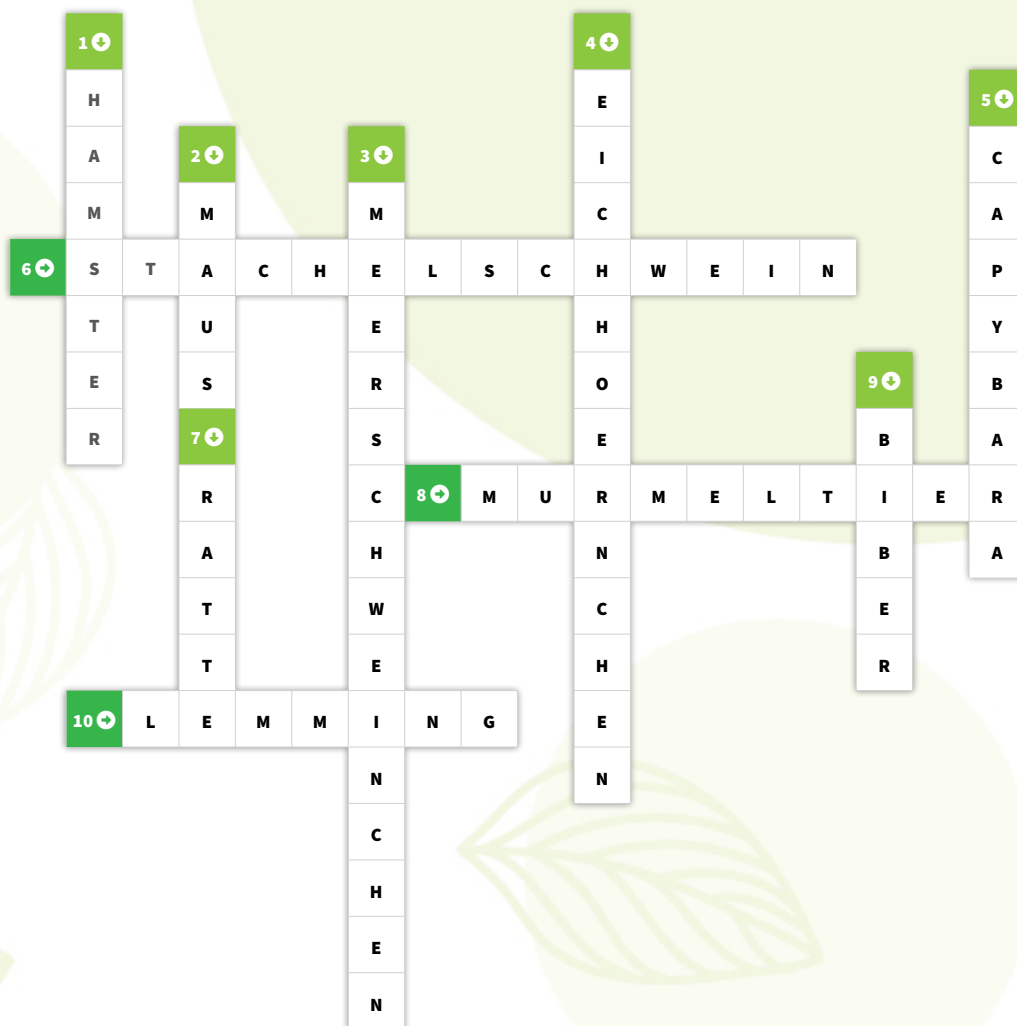 1 HAMSTER
2 MAUS
3 MEERSCHWEINCHEN
4 EICHHOERNCHEN
5 CAPYBARA
6 STACHELSCHWEIN
7 RATTE
8 MURMELTIER
9 BIBER
10 LEMMING